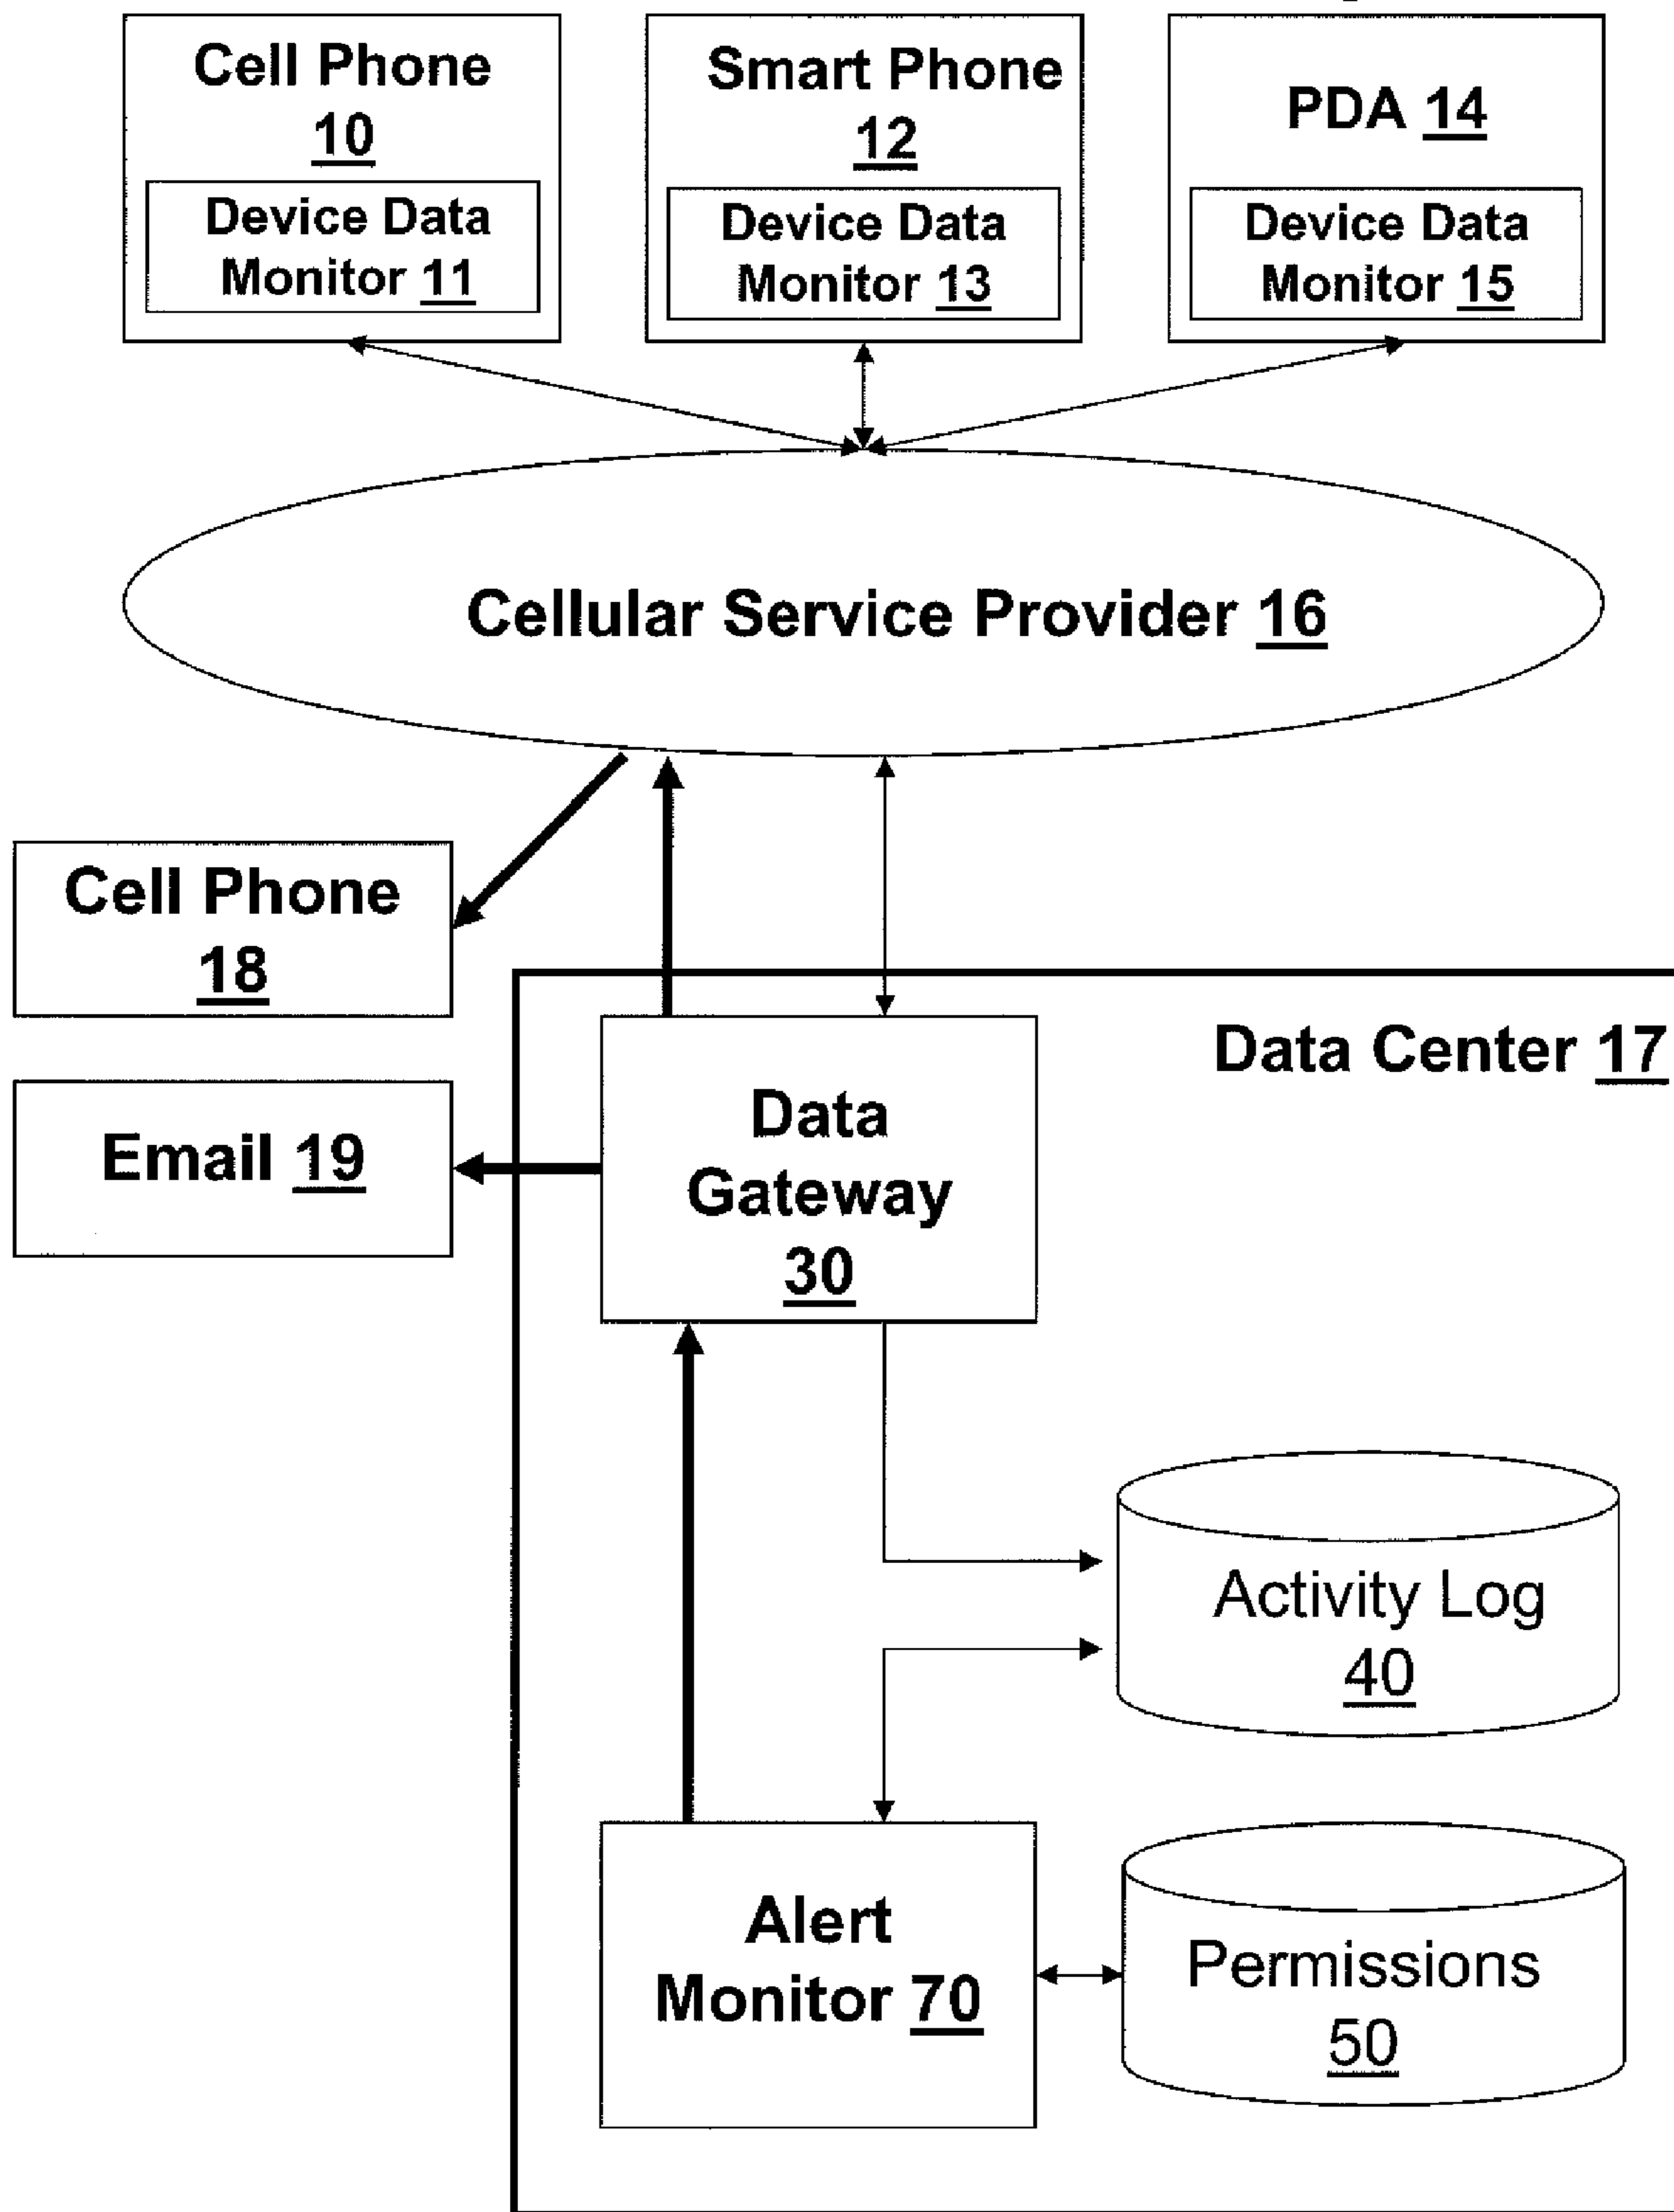 Cell Phone
10
Device Data
Monitor 11
Smart Phone
12
Device Data
Monitor 13
PDA 14
Device Data
Monitor 15
Cellular Service Provider 16
Cell Phone
18
Data Center 17
Email 19
Data
Gateway
30
Activity Log
40
Alert
Monitor 70
Permissions
50